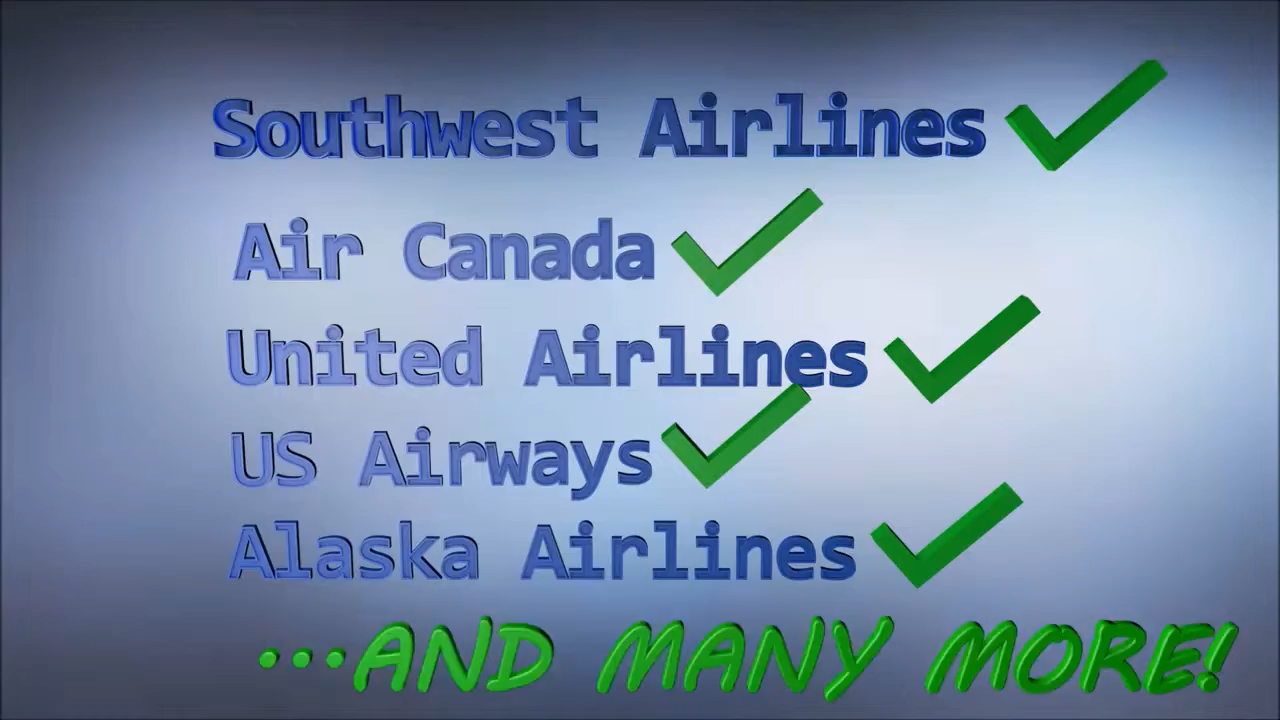 Southwest Airlines
Air Canada
United Airlines
US Airways
Alaska Airlines
...AND MANY MORE!